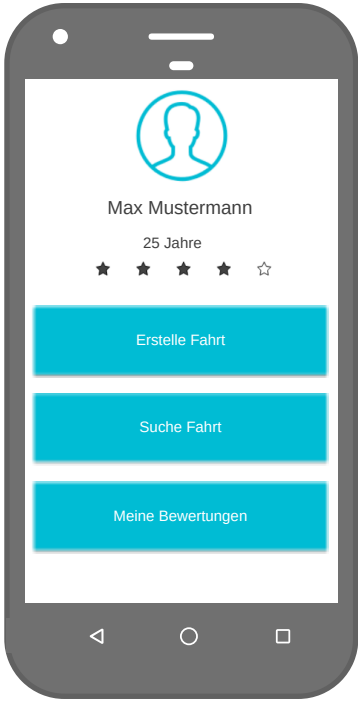 Max Mustermann
25 Jahre
Erstelle Fahrt
Suche Fahrt
Meine Bewertungen